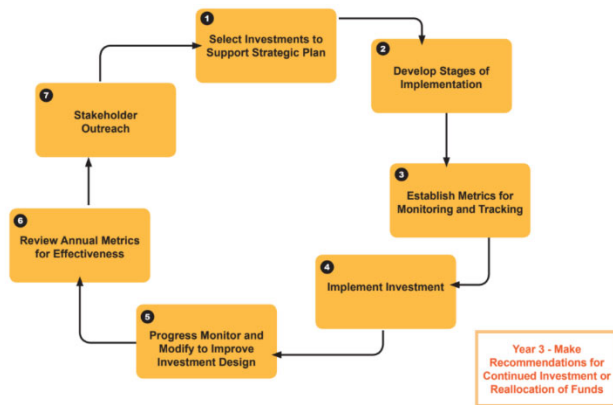 1
Select Investments to
Support Strategic Plan
2
Develop Stages of
Implementation
3
Establish Metrics for
Monitoring and Tracking
4
Implement Investment
5
Progress Monitor and
Modify to Improve
Investment Design
6
Review Annual Metrics
for Effectiveness
7
Stakeholder
Outreach
Year 3 - Make
Recommendations for
Continued Investment or
Reallocation of Funds